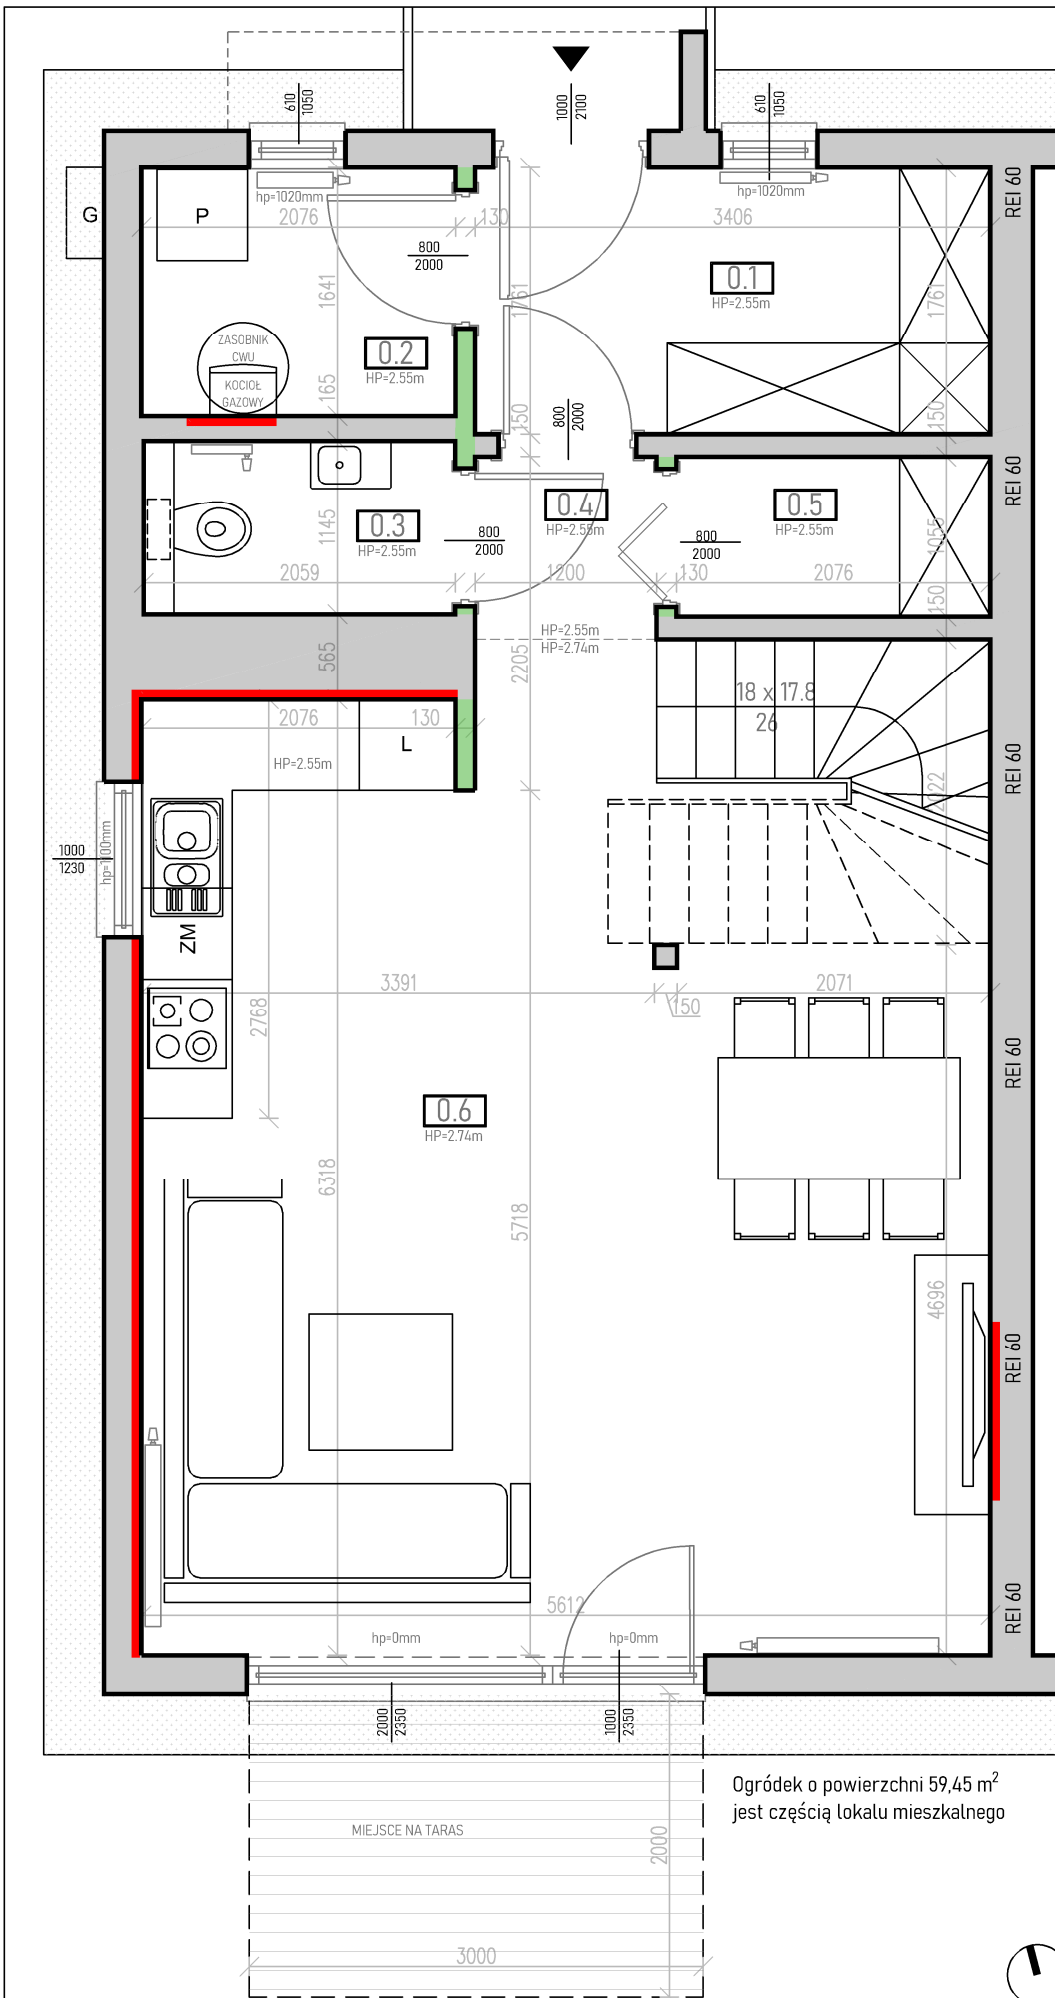 610
1050
1000
2100
610
1050
hp=1020mm
hp=1020mm
REI 60
G
P
2076
130
3406
800
2000
0.1
HP=2.55m
1641
1761
1761
ZASOBNIK
CWU
KOCIOŁ
GAZOWY
0.2
HP=2.55m
165
150
800
2000
150
REI 60
0.3
HP=2.55m
1145
800
2000
0.4
HP=2.55m
800
2000
0.5
HP=2.55m
1055
2059
1200
130
2076
150
HP=2.55m
HP=2.74m
565
2205
18 x 17.8
26
2076
130
L
HP=2.55m
REI 60
2022
1000
1230
hp=1100mm
ZM
3391
150
2071
2768
REI 60
0.6
HP=2.74m
6318
5718
4696
REI 60
5612
REI 60
hp=0mm
hp=0mm
2000
2350
1000
2350
Ogródek o powierzchni 59,45 m²
jest częścią lokalu mieszkalnego
MIEJSCE NA TARAS
2000
3000